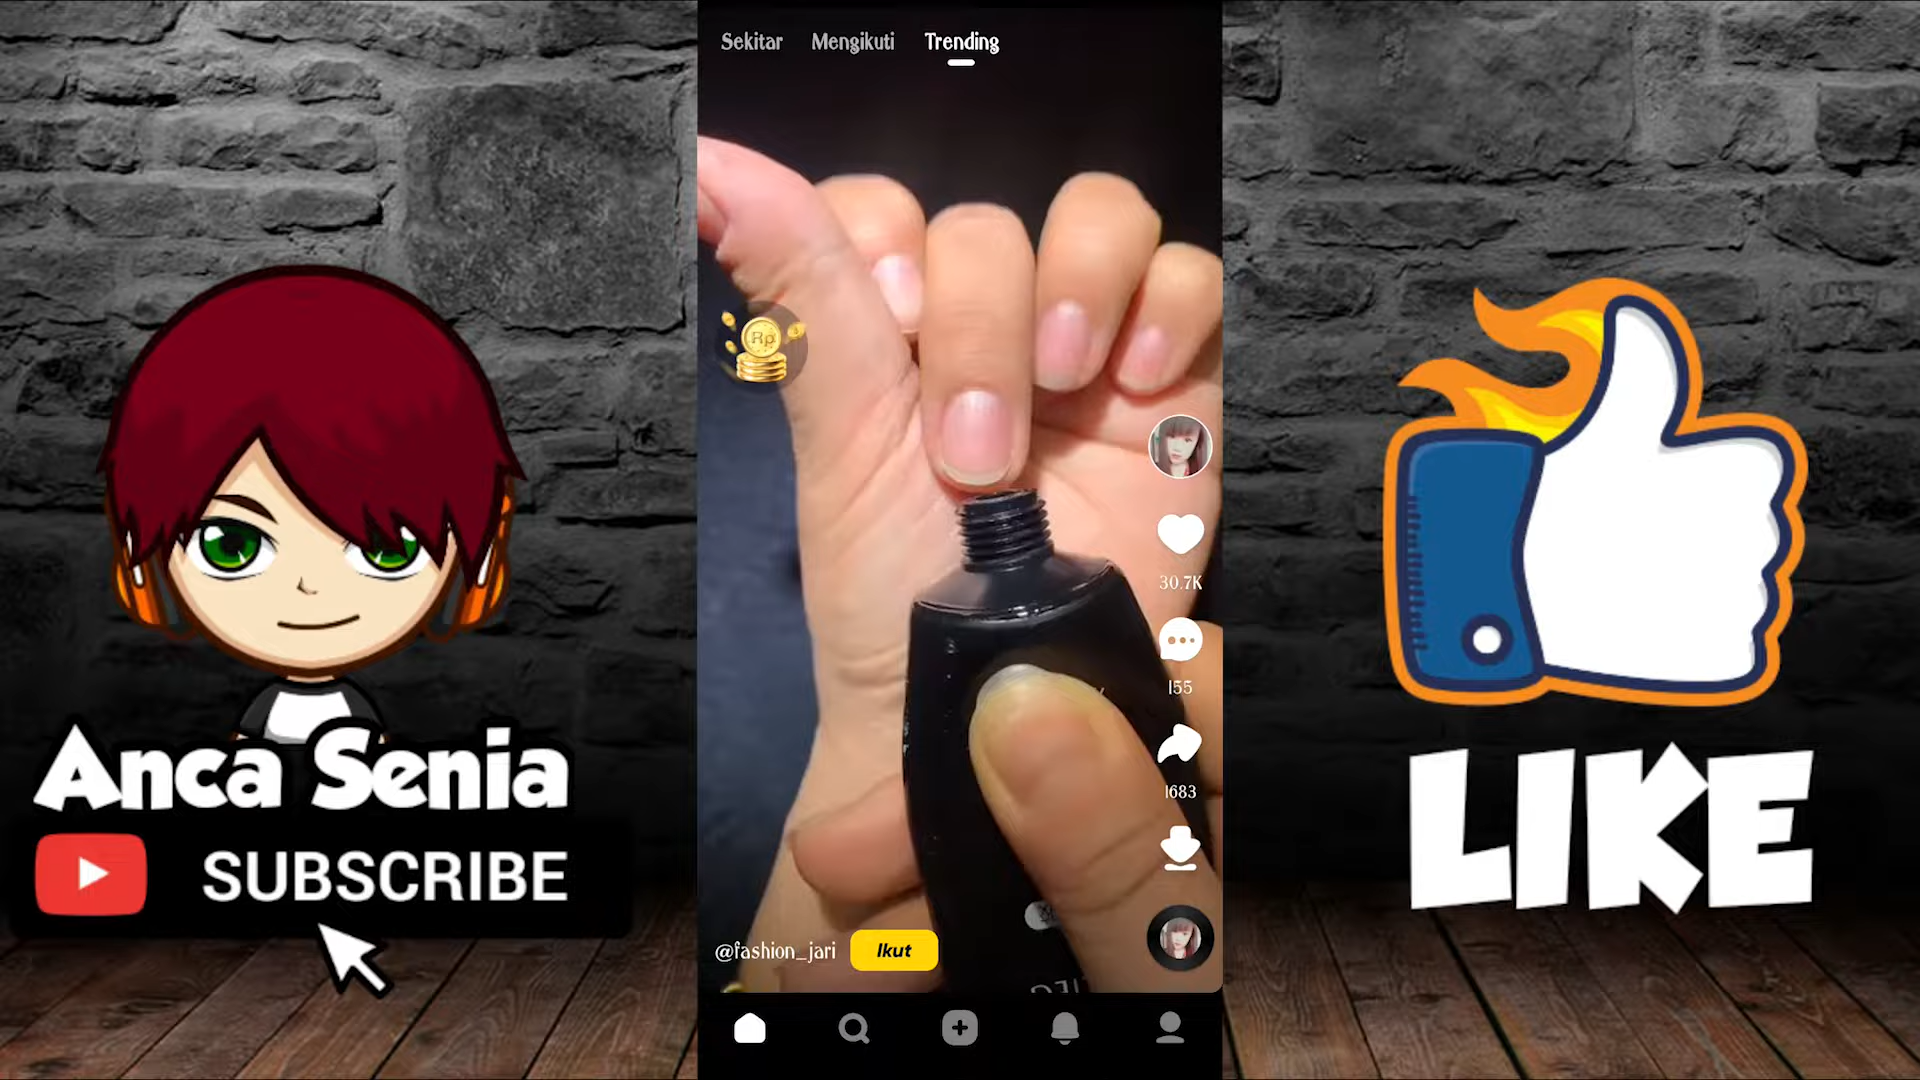 Sekitar Mengikuti Trending
Rp
30.7K
155
1683
@fashion_jari Ikut
Anca Senia
SUBSCRIBE
LIKE